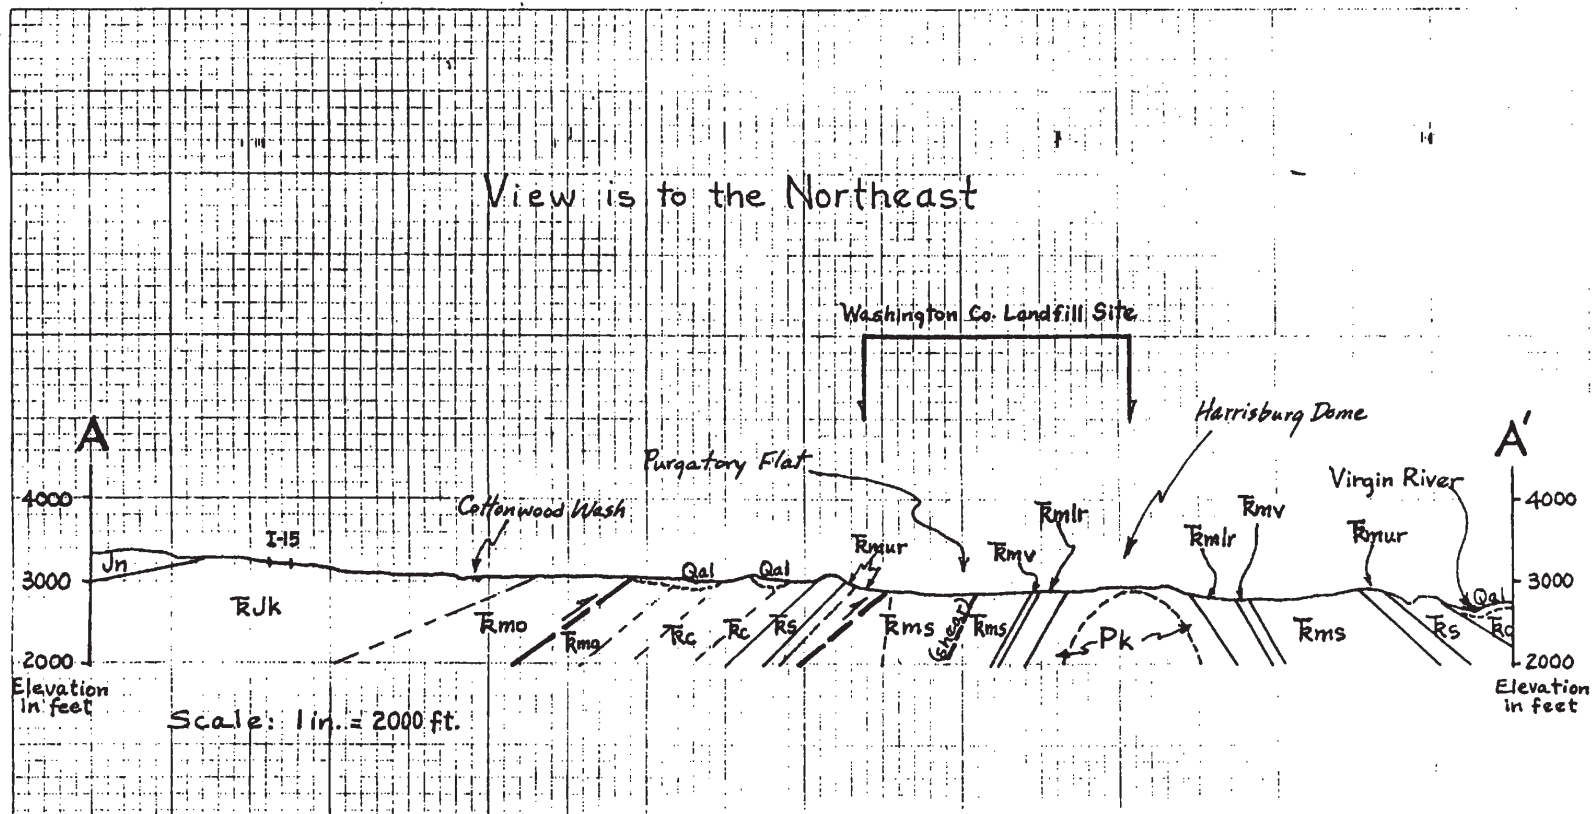 View is to the Northeast
Washington Co. Landfill Site
Harrisburg Dome
A
A'
Purgatory Flat
Virgin River
4000
4000
Cottonwood Wash
I-15
Jn
3000
3000
Qal
Qal
Ꞧmur
Ꞧmv
Ꞧmlr
Ꞧmlr
Ꞧmv
Ꞧmur
Qal
ꞦJk
Ꞧmo
Ꞧmo
Ꞧc
Ꞧc
Ꞧs
Ꞧms
(shear)
Ꞧms
Pk
Ꞧms
Ꞧs
Ꞧc
2000
2000
Elevation
in feet
Elevation
in feet
Scale: 1 in. = 2000 ft.